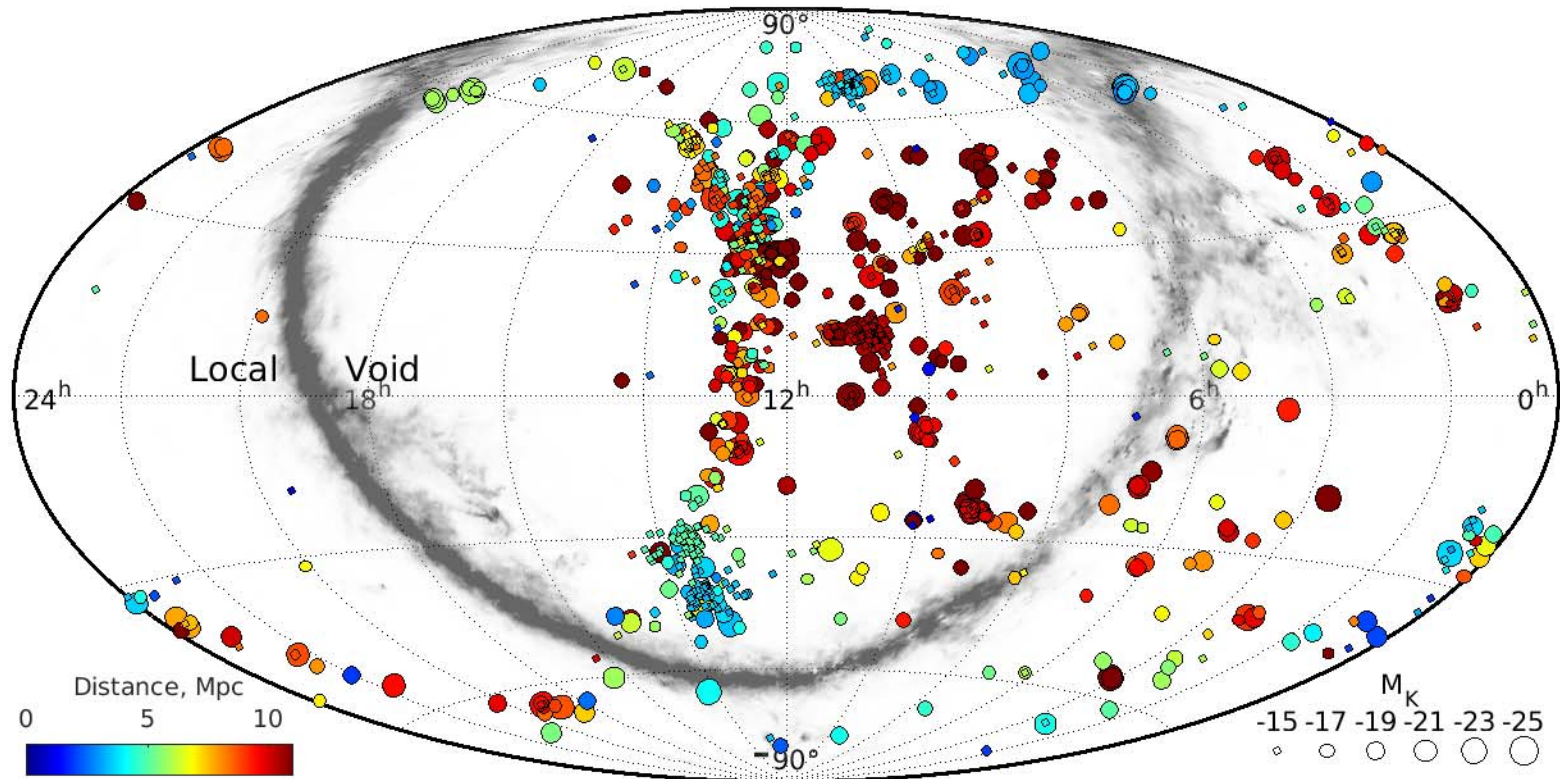 90°
Local Void
24ʰ 18ʰ 12ʰ 6ʰ 0ʰ
Distance, Mpc
0 5 10
M_K
-15 -17 -19 -21 -23 -25
-90°